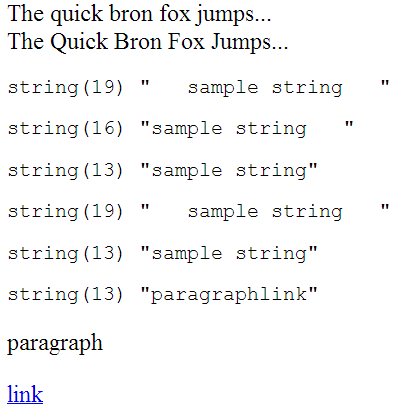 The quick bron fox jumps...
The Quick Bron Fox Jumps...
string(19) "   sample string   "
string(16) "sample string   "
string(13) "sample string"
string(19) "   sample string   "
string(13) "sample string"
string(13) "paragraphlink"
paragraph
link